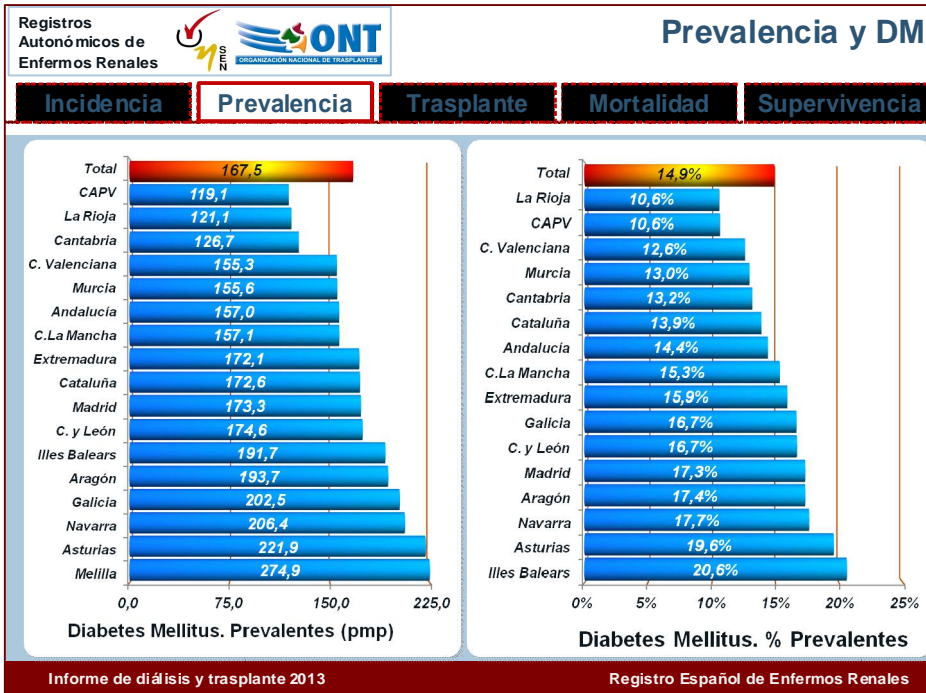 Registros
Autonómicos de
Enfermos Renales
SEN
ONT
ORGANIZACIÓN NACIONAL DE TRASPLANTES
Prevalencia y DM
Incidencia
Prevalencia
Trasplante
Mortalidad
Supervivencia
Total 167,5
CAPV 119,1
La Rioja 121,1
Cantabria 126,7
C. Valenciana 155,3
Murcia 155,6
Andalucía 157,0
C.La Mancha 157,1
Extremadura 172,1
Cataluña 172,6
Madrid 173,3
C. y León 174,6
Illes Balears 191,7
Aragón 193,7
Galicia 202,5
Navarra 206,4
Asturias 221,9
Melilla 274,9
0,0 75,0 150,0 225,0
Diabetes Mellitus. Prevalentes (pmp)
Total 14,9%
La Rioja 10,6%
CAPV 10,6%
C. Valenciana 12,6%
Murcia 13,0%
Cantabria 13,2%
Cataluña 13,9%
Andalucía 14,4%
C.La Mancha 15,3%
Extremadura 15,9%
Galicia 16,7%
C. y León 16,7%
Madrid 17,3%
Aragón 17,4%
Navarra 17,7%
Asturias 19,6%
Illes Balears 20,6%
0% 5% 10% 15% 20% 25%
Diabetes Mellitus. % Prevalentes
Informe de diálisis y trasplante 2013
Registro Español de Enfermos Renales